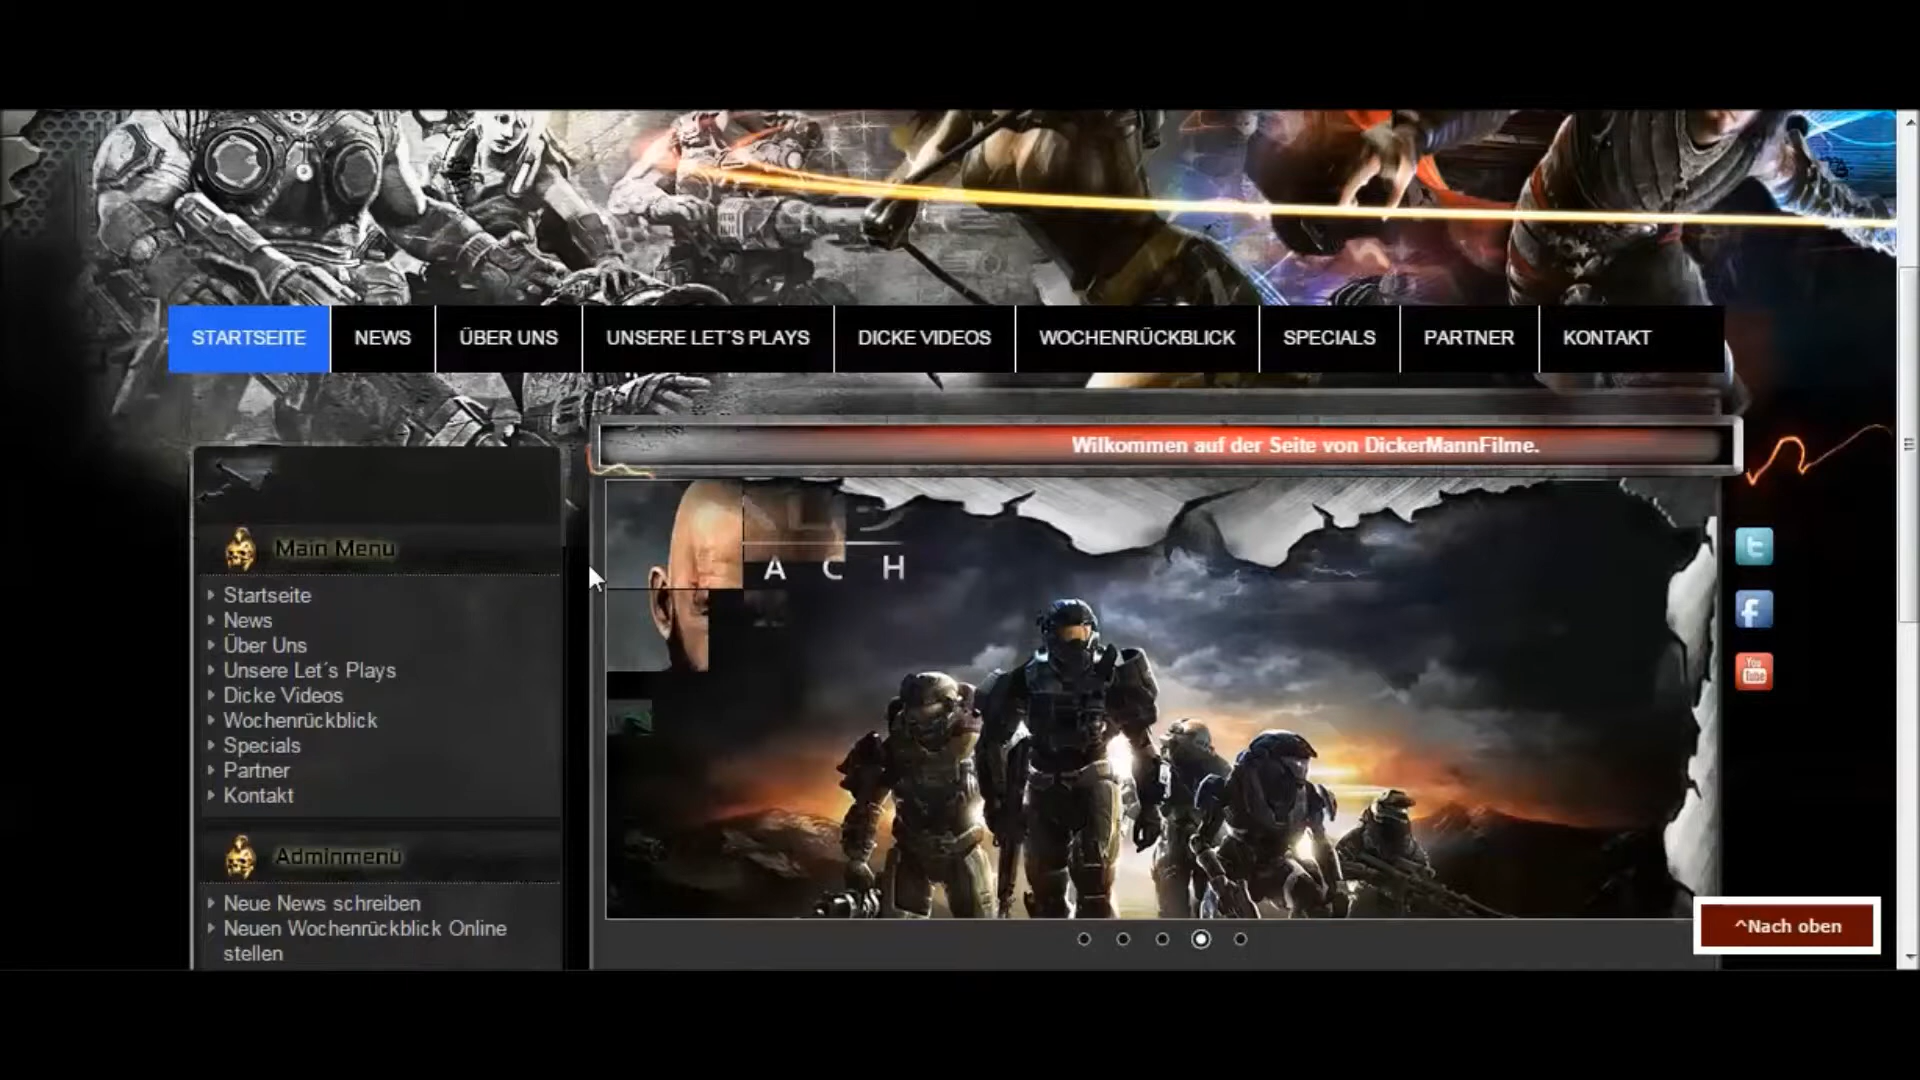 STARTSEITE NEWS ÜBER UNS UNSERE LET´S PLAYS DICKE VIDEOS WOCHENRÜCKBLICK SPECIALS PARTNER KONTAKT
Wilkommen auf der Seite von DickerMannFilme.
Main Menu
Startseite
News
Über Uns
Unsere Let´s Plays
Dicke Videos
Wochenrückblick
Specials
Partner
Kontakt
Adminmenü
Neue News schreiben
Neuen Wochenrückblick Online
stellen
A C H
t
f
You
Tube
^Nach oben